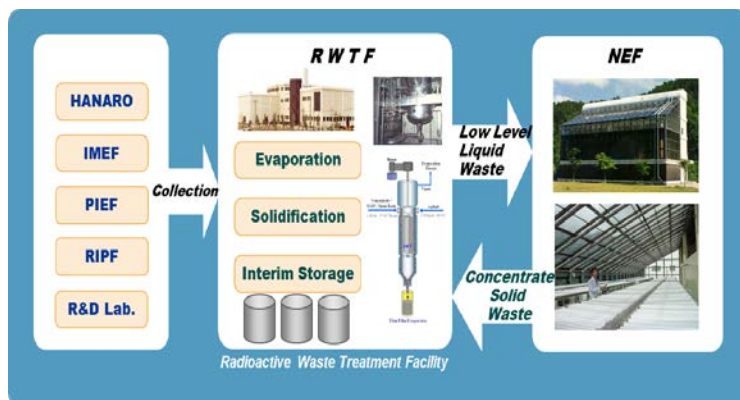 HANARO
IMEF
PIEF
RIPF
R&D Lab.
Collection
RWTF
Evaporation
Solidification
Interim Storage
Radioactive Waste Treatment Facility
Low Level
Liquid
Waste
Concentrate
Solid
Waste
NEF